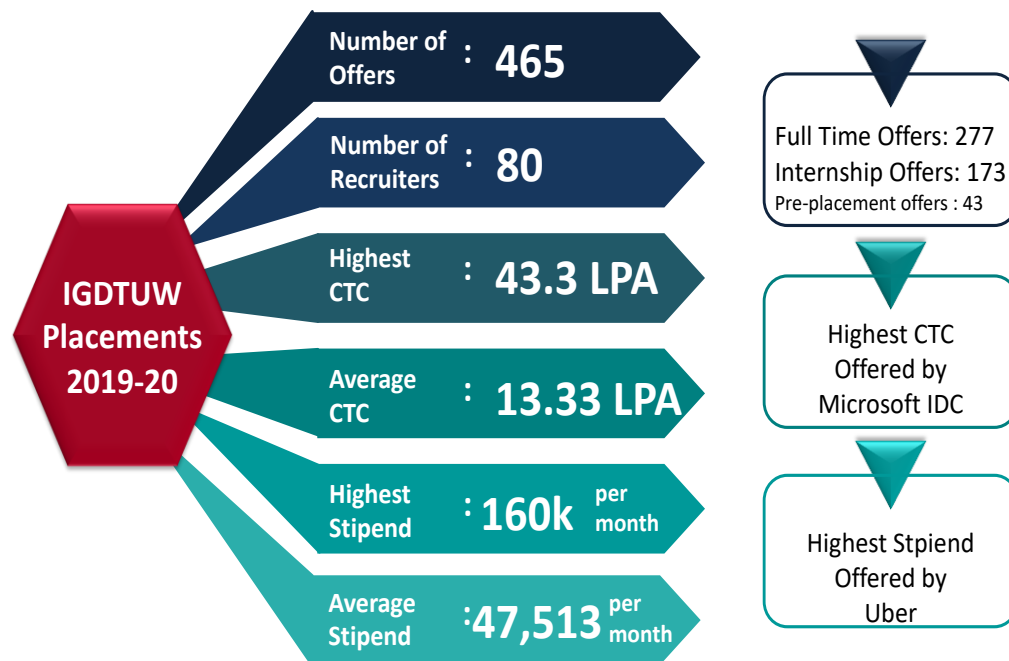 IGDTUW
Placements
2019-20
Number of
Offers
: 465
Number of
Recruiters
: 80
Highest
CTC
: 43.3 LPA
Average
CTC
: 13.33 LPA
Highest
Stipend
: 160k per
month
Average
Stipend
:47,513 per
month
Full Time Offers: 277
Internship Offers: 173
Pre-placement offers : 43
Highest CTC
Offered by
Microsoft IDC
Highest Stpiend
Offered by
Uber